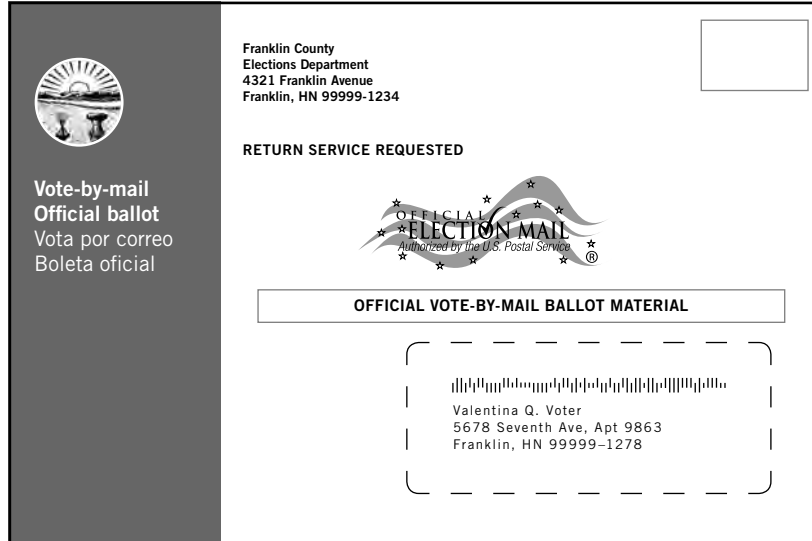 Franklin County
Elections Department
4321 Franklin Avenue
Franklin, HN 99999-1234
RETURN SERVICE REQUESTED
Vote-by-mail
Official ballot
Vota por correo
Boleta oficial
OFFICIAL
ELECTION MAIL
Authorized by the U.S. Postal Service
®
OFFICIAL VOTE-BY-MAIL BALLOT MATERIAL
Valentina Q. Voter
5678 Seventh Ave, Apt 9863
Franklin, HN 99999–1278